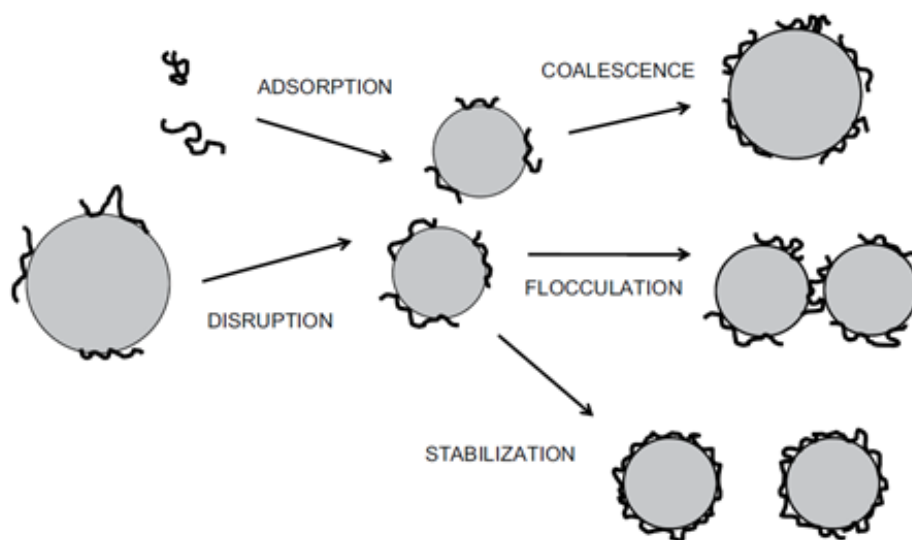 ADSORPTION
COALESCENCE
DISRUPTION
FLOCCULATION
STABILIZATION